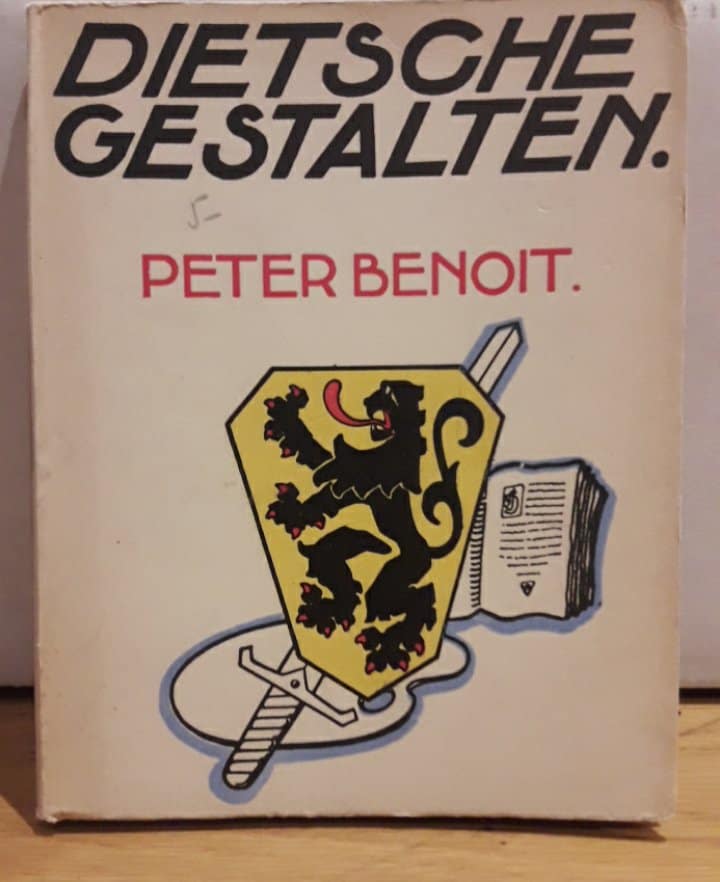 DIETSCHE
GESTALTEN.
5-
PETER BENOIT.